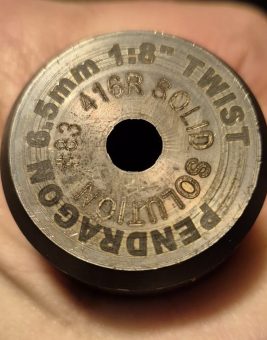 PENDRAGON 6.5mm 1:8" TWIST
#83 416R SOLID SOLUTION